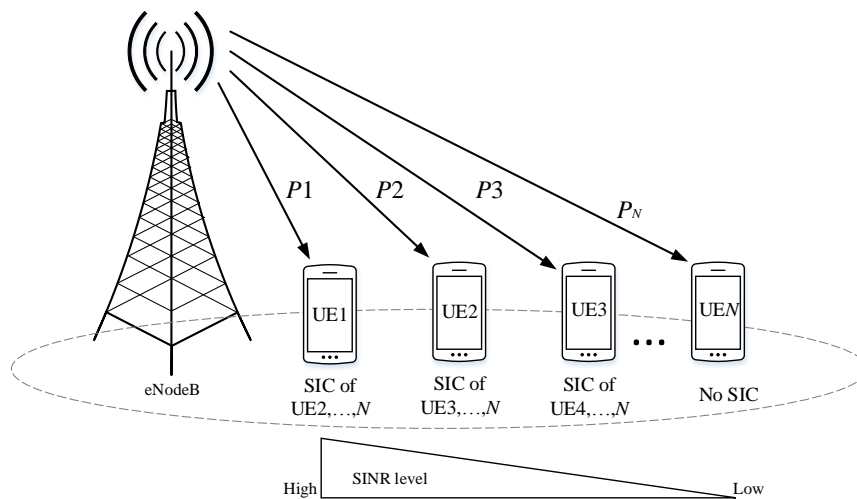 P1
P2
P3
PN
UE1
UE2
UE3
UEN
...
eNodeB
SIC of
UE2,...,N
SIC of
UE3,...,N
SIC of
UE4,...,N
No SIC
SINR level
High
Low